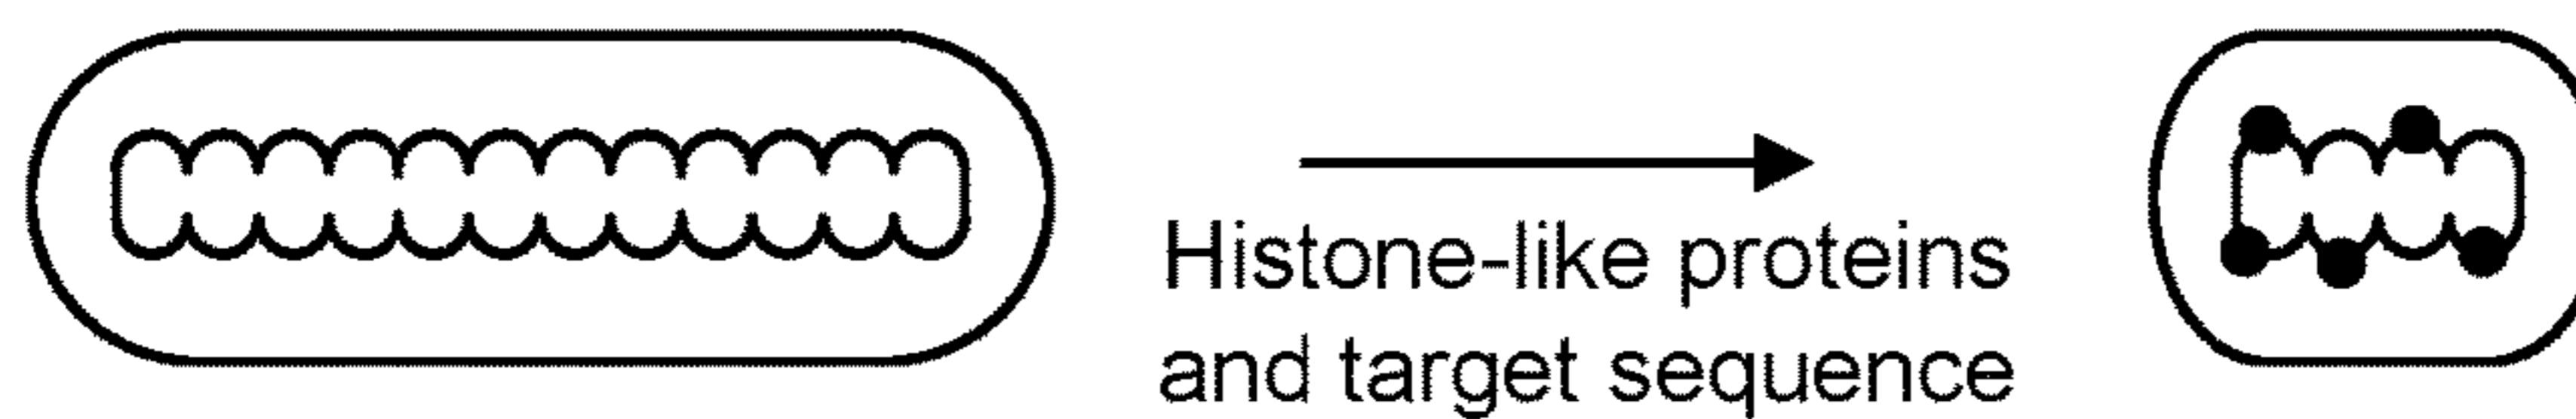 Histone-like proteins
and target sequence